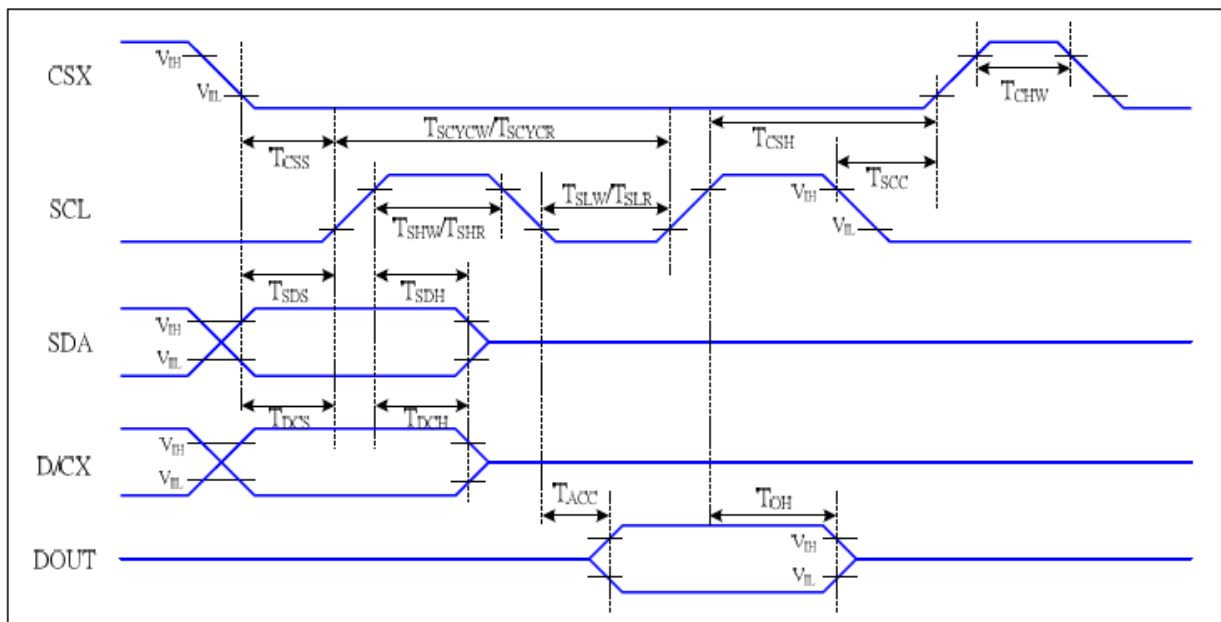 CSX
VIH
VIL
TCHW
TCSS
TSCYCW/TSCYCR
TCSH
TSCC
SCL
TSHW/TSHR
TSLW/TSLR
VIH
VIL
TSDS
TSDH
SDA
VIH
VIL
TDCS
TDCH
D/CX
VIH
VIL
TACC
TOH
DOUT
VIH
VIL